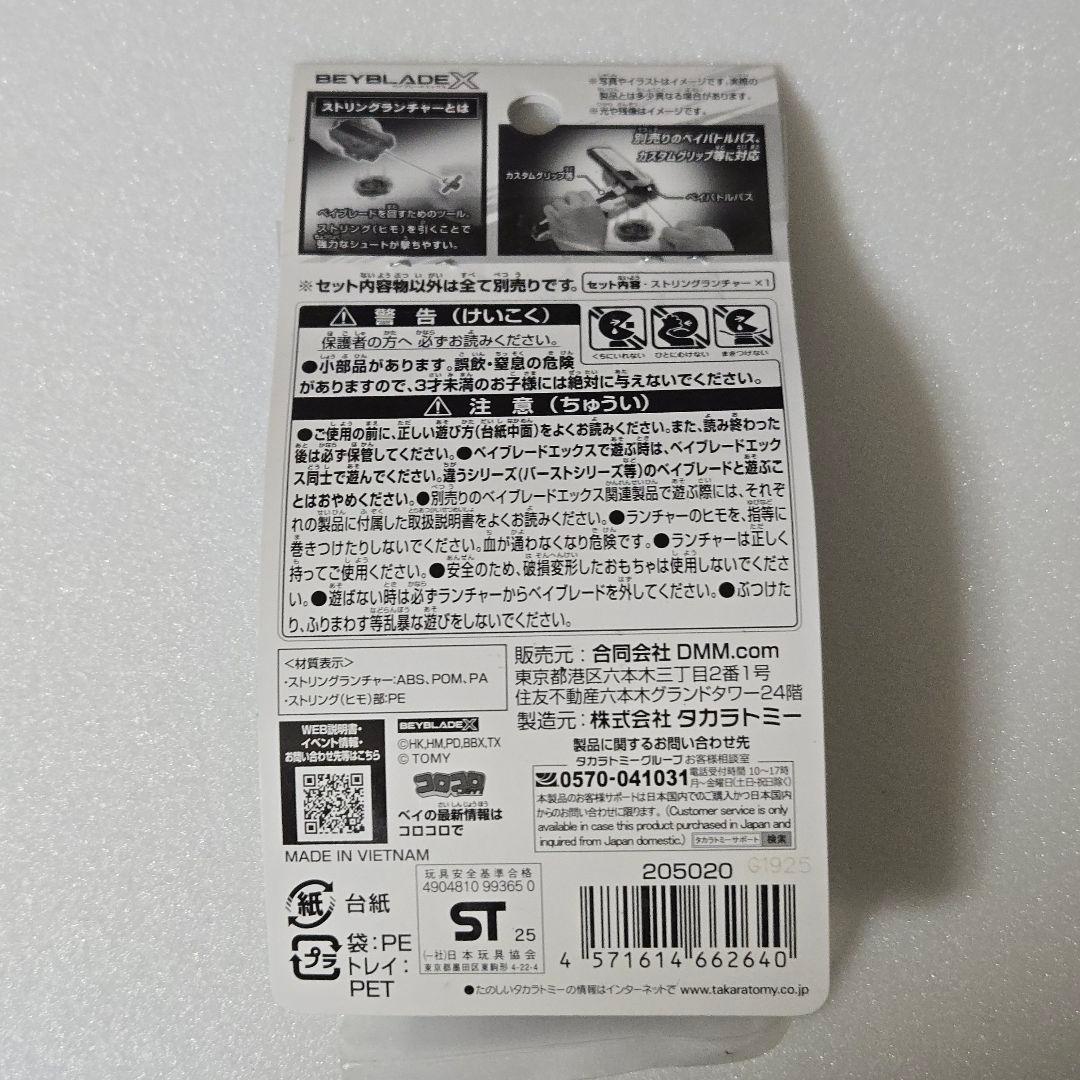 BEYBLADE X
※写真やイラストはイメージです。実際の
製品とは多少異なる場合があります。
※光や残像はイメージです。
ストリングランチャーとは
ベイブレードを回すためのツール。
ストリング(ヒモ)を引くことで
強力なシュートが撃ちやすい。
別売りのベイバトルパス、
カスタムグリップ等に対応
カスタムグリップ等
ベイバトルパス
※セット内容物以外は全て別売りです。
セット内容・ストリングランチャー×1
警告(けいこく)
保護者の方へ 必ずお読みください。
くちにいれない ひとにむけない まきつけない
●小部品があります。誤飲・窒息の危険
がありますので、3才未満のお子様には絶対に与えないでください。
注意(ちゅうい)
●ご使用の前に、正しい遊び方(台紙中面)をよくお読みください。また、読み終わった
後は必ず保管してください。●ベイブレードエックスで遊ぶ時は、ベイブレードエック
ス同士で遊んでください。違うシリーズ(バーストシリーズ等)のベイブレードと遊ぶこ
とはおやめください。●別売りのベイブレードエックス関連製品で遊ぶ際には、それぞ
れの製品に付属した取扱説明書をよくお読みください。●ランチャーのヒモを、指等に
巻きつけたりしないでください。血が通わなくなり危険です。●ランチャーは正しく
持ってご使用ください。●安全のため、破損変形したおもちゃは使用しないでくださ
い。●遊ばない時は必ずランチャーからベイブレードを外してください。●ぶつけた
り、ふりまわす等乱暴な遊びをしないでください。
<材質表示>
・ストリングランチャー:ABS、POM、PA
・ストリング(ヒモ)部:PE
販売元:合同会社 DMM.com
東京都港区六本木三丁目2番1号
住友不動産六本木グランドタワー24階
製造元:株式会社 タカラトミー
WEB説明書・
イベント情報・
お問い合わせ先等はこちら
BEYBLADE X
©HK,HM,PD,BBX,TX
© TOMY
コロコロ
ベイの最新情報は
コロコロで
製品に関するお問い合わせ先
タカラトミーグループ お客様相談室
0570-041031
電話受付時間 10〜17時
月〜金曜日(土日・祝日除く)
本製品のお客様サポートは日本国内でのご購入かつ日本国内
からのお問い合わせに限ります。(Customer service is only
available in case this product purchased in Japan and
inquired from Japan domestic.)
タカラトミーサポート 検索
MADE IN VIETNAM
205020 G1925
紙 台紙
プラ 袋:PE
トレイ:
PET
玩具安全基準合格
4904810 99365 0
ST 25
(一社)日本玩具協会
東京都墨田区東駒形 4-22-4
4 571614 662640
●たのしいタカラトミーの情報はインターネットで www.takaratomy.co.jp